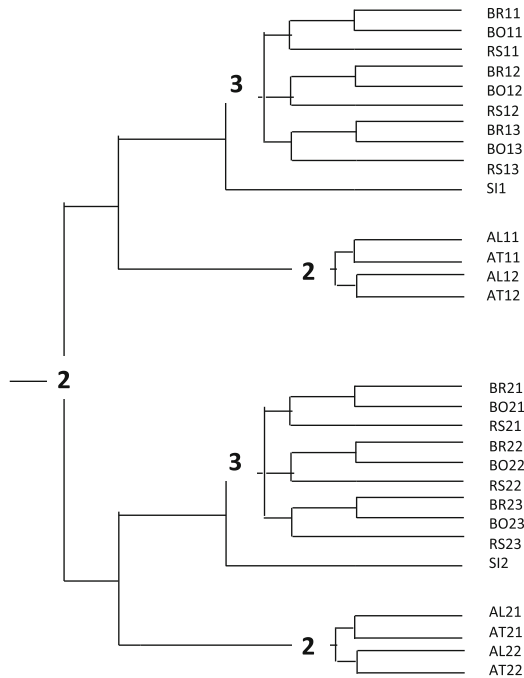 BR11
BO11
RS11
3
BR12
BO12
RS12
BR13
BO13
RS13
SI1
AL11
AT11
2
AL12
AT12
2
BR21
BO21
RS21
BR22
3
BO22
RS22
BR23
BO23
RS23
SI2
AL21
AT21
2
AL22
AT22